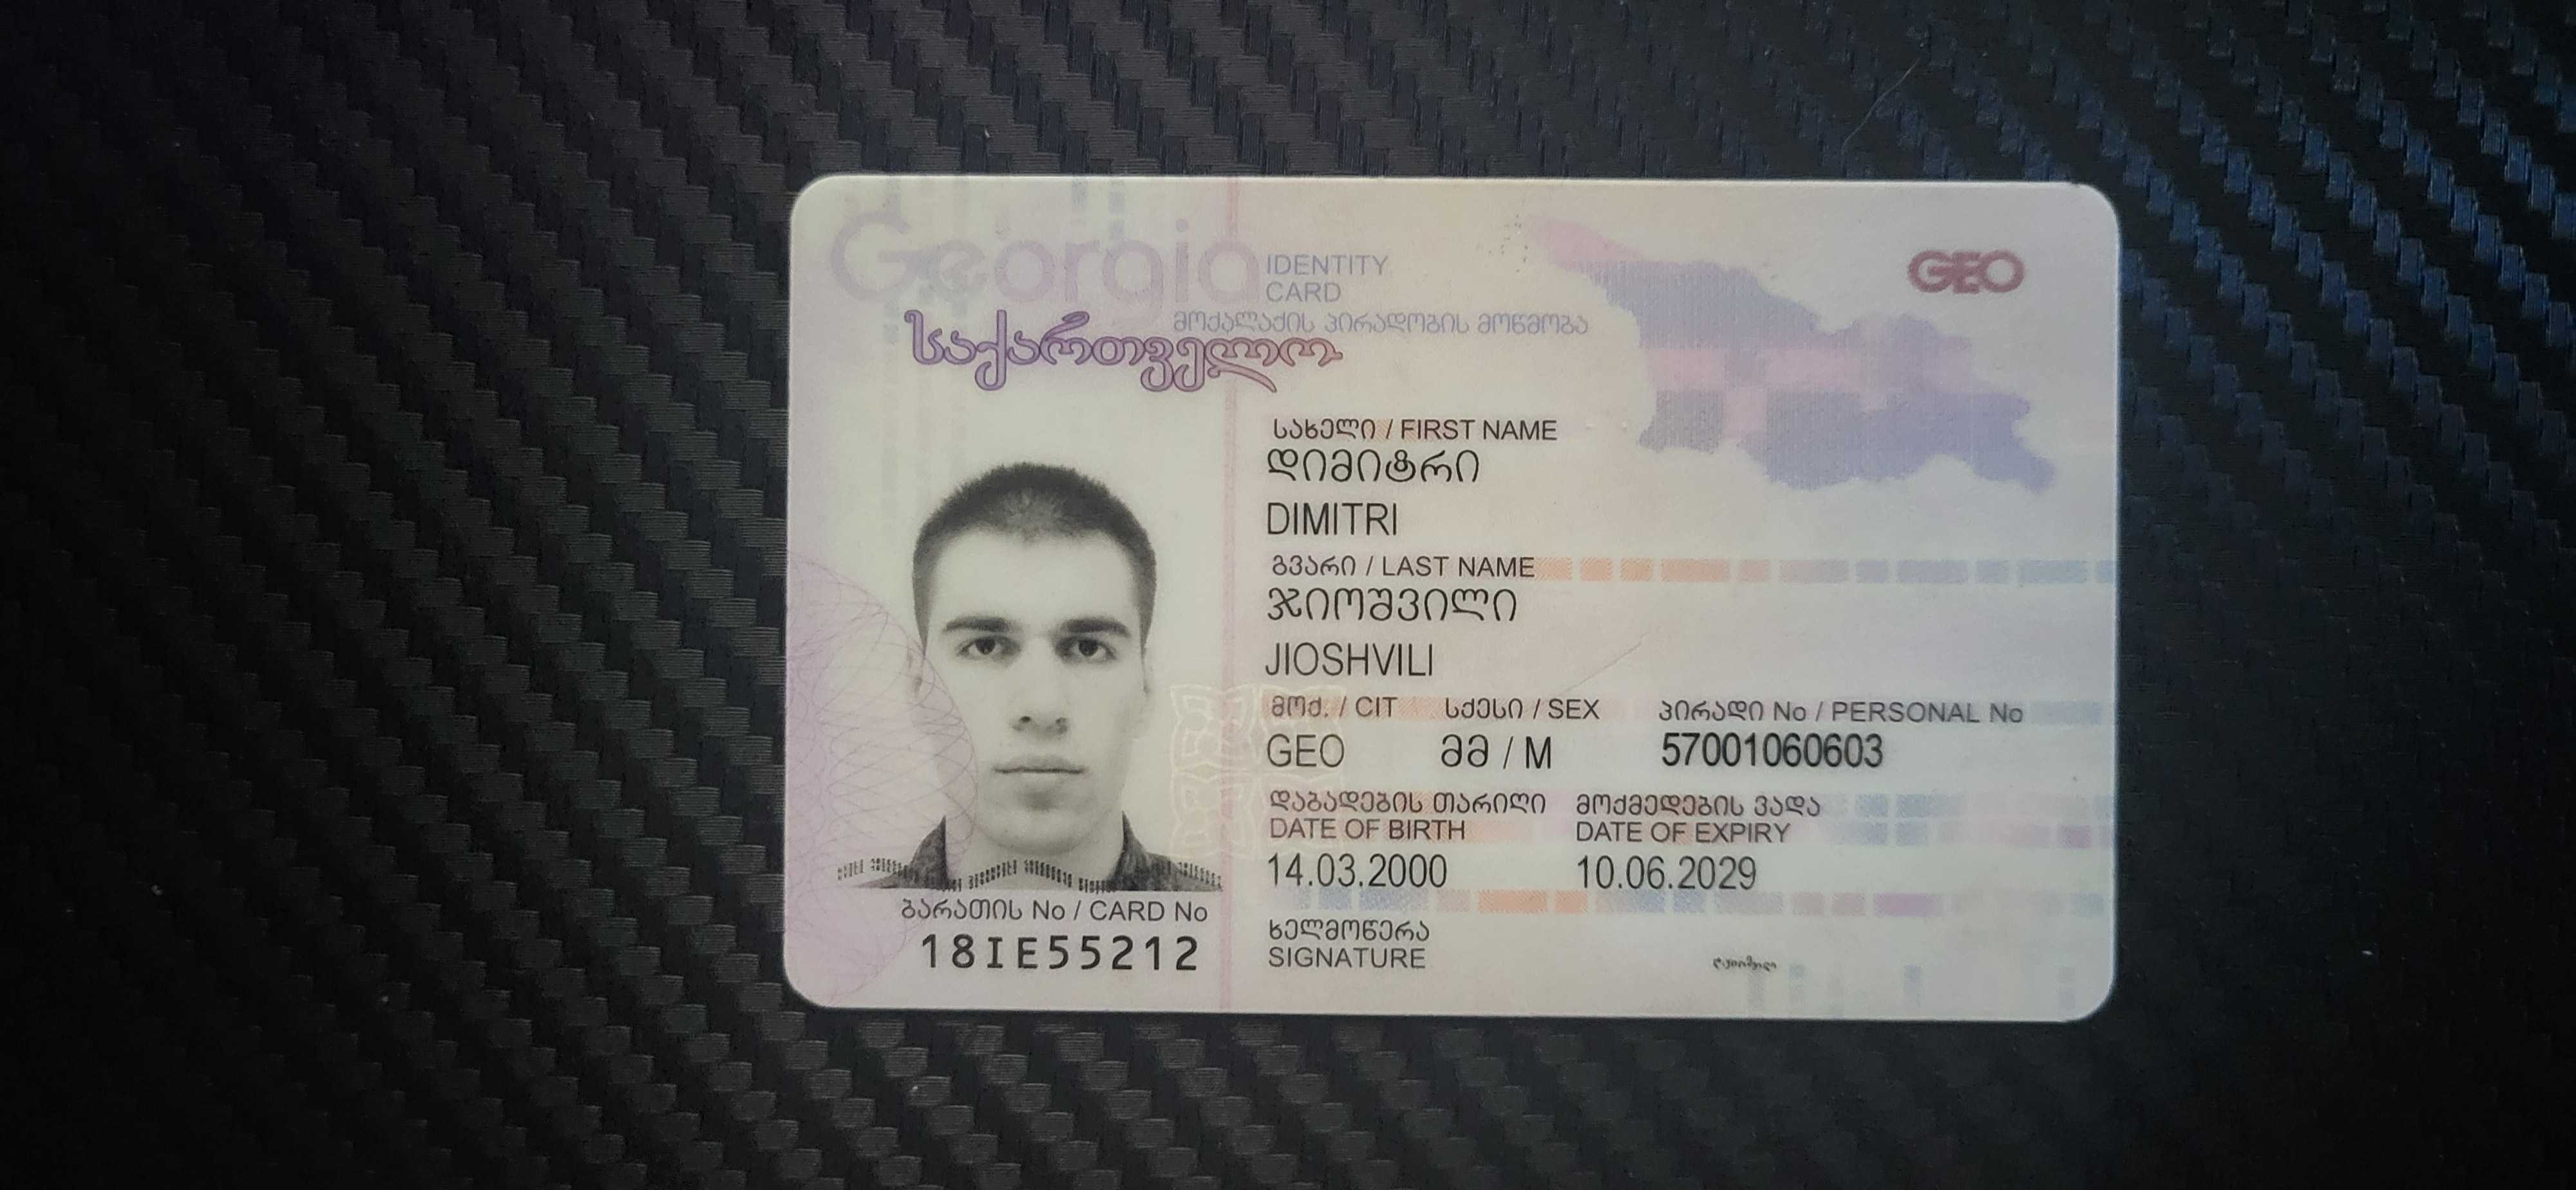 Georgia IDENTITY
CARD
GEO
მოქალაქის პირადობის მოწმობა
საქართველო
სახელი / FIRST NAME
დიმიტრი
DIMITRI
გვარი / LAST NAME
ჯიოშვილი
JIOSHVILI
მოქ. / CIT სქესი / SEX პირადი No / PERSONAL No
GEO მმ / M 57001060603
დაბადების თარიღი მოქმედების ვადა
DATE OF BIRTH DATE OF EXPIRY
14.03.2000 10.06.2029
ბარათის No / CARD No
18IE55212
ხელმოწერა
SIGNATURE